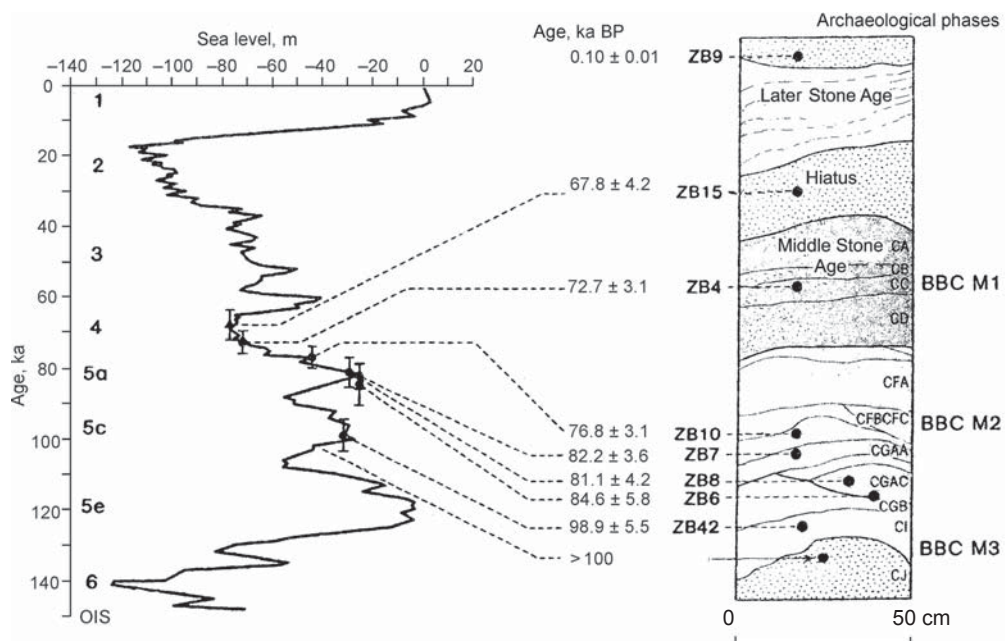 Archaeological phases
Sea level, m
Age, ka BP
−140 −120 −100 −80 −60 −40 −20 0 20
0.10 ± 0.01
67.8 ± 4.2
72.7 ± 3.1
76.8 ± 3.1
82.2 ± 3.6
81.1 ± 4.2
84.6 ± 5.8
98.9 ± 5.5
> 100
Age, ka
0
20
40
60
80
100
120
140
OIS
1
2
3
4
5a
5c
5e
6
ZB9
ZB15
ZB4
ZB10
ZB7
ZB8
ZB6
ZB42
Later Stone Age
Hiatus
Middle Stone
Age
CA
CB
CC
CD
CFA
CFBCFC
CGAA
CGAC
CGB
CI
CJ
BBC M1
BBC M2
BBC M3
0 50 cm